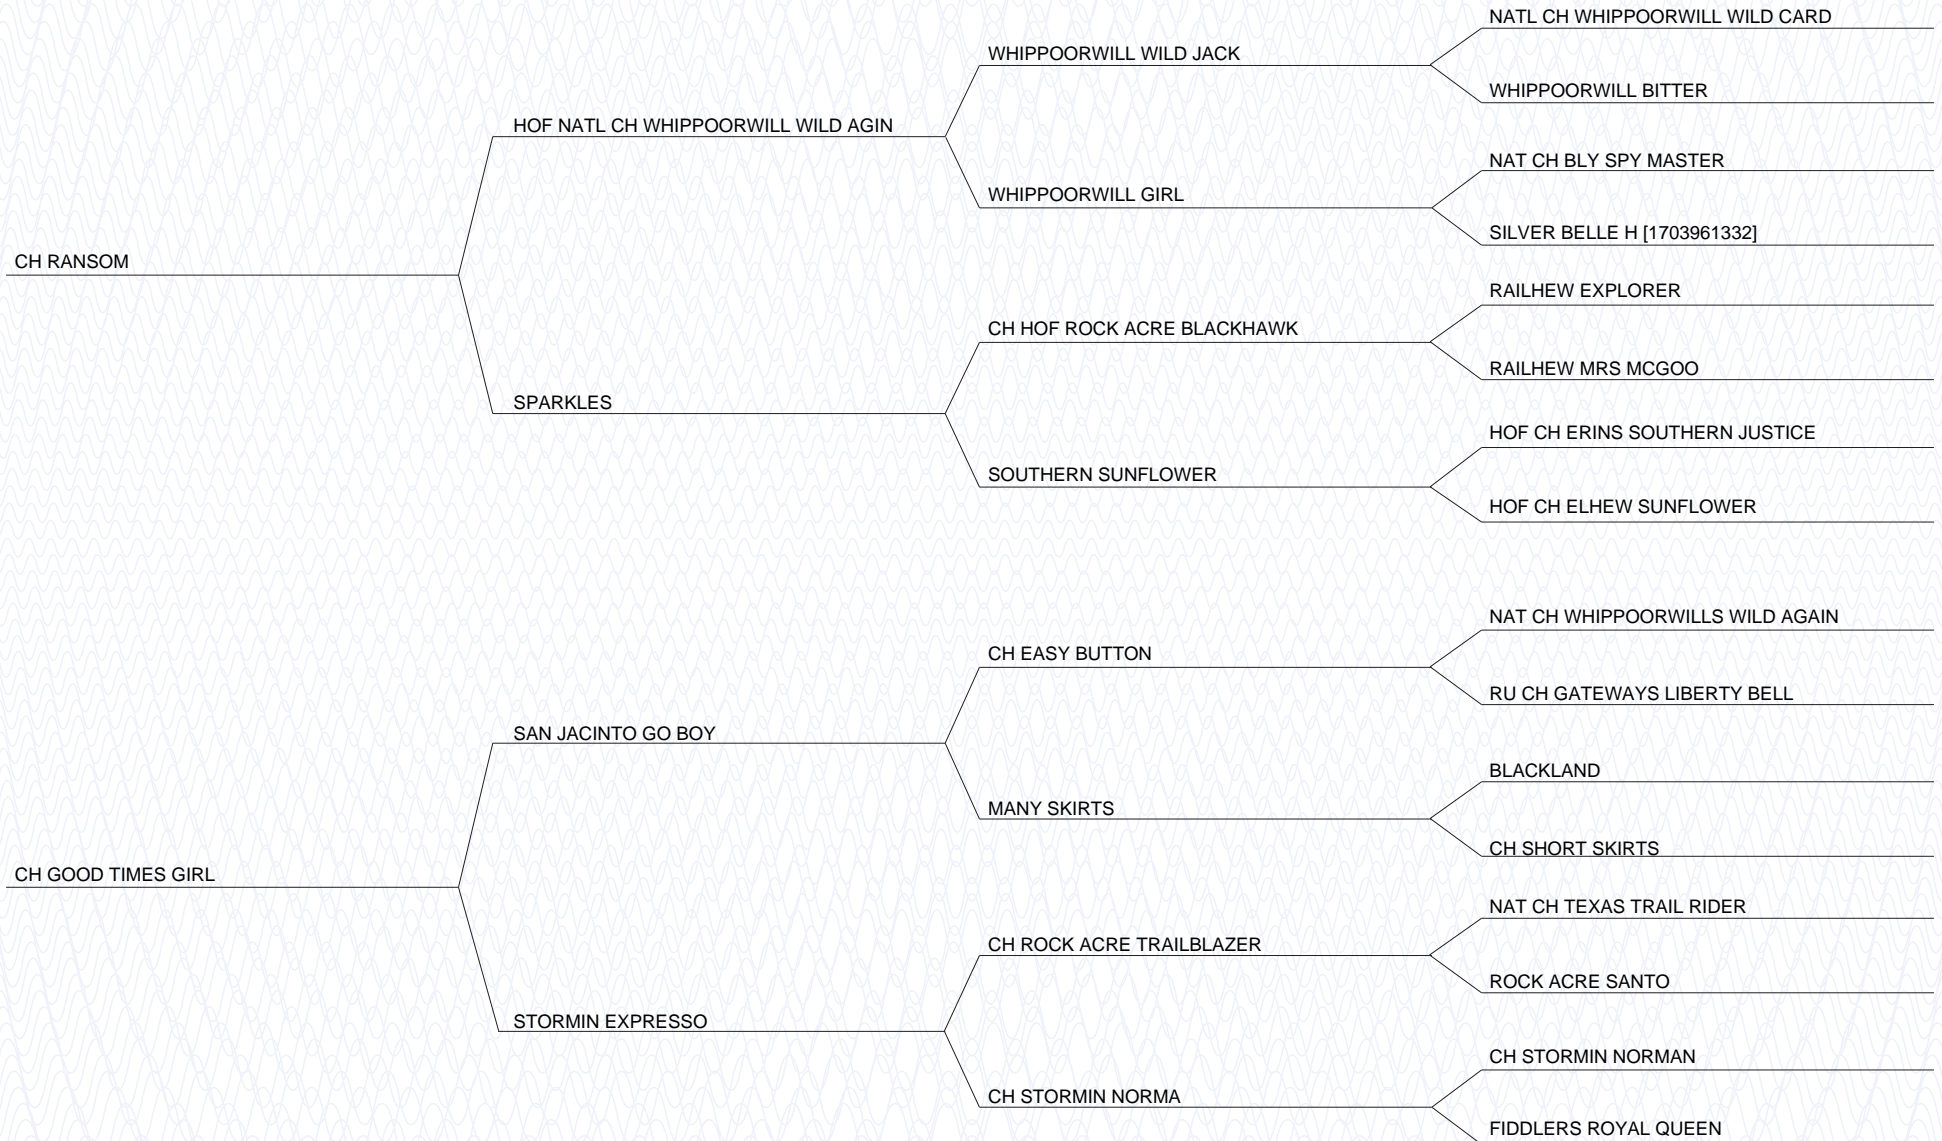 NATL CH WHIPPOORWILL WILD CARD
WHIPPOORWILL WILD JACK
WHIPPOORWILL BITTER
HOF NATL CH WHIPPOORWILL WILD AGIN
NAT CH BLY SPY MASTER
WHIPPOORWILL GIRL
SILVER BELLE H [1703961332]
CH RANSOM
RAILHEW EXPLORER
CH HOF ROCK ACRE BLACKHAWK
RAILHEW MRS MCGOO
SPARKLES
HOF CH ERINS SOUTHERN JUSTICE
SOUTHERN SUNFLOWER
HOF CH ELHEW SUNFLOWER
NAT CH WHIPPOORWILLS WILD AGAIN
CH EASY BUTTON
RU CH GATEWAYS LIBERTY BELL
SAN JACINTO GO BOY
BLACKLAND
MANY SKIRTS
CH SHORT SKIRTS
CH GOOD TIMES GIRL
NAT CH TEXAS TRAIL RIDER
CH ROCK ACRE TRAILBLAZER
ROCK ACRE SANTO
STORMIN EXPRESSO
CH STORMIN NORMAN
CH STORMIN NORMA
FIDDLERS ROYAL QUEEN